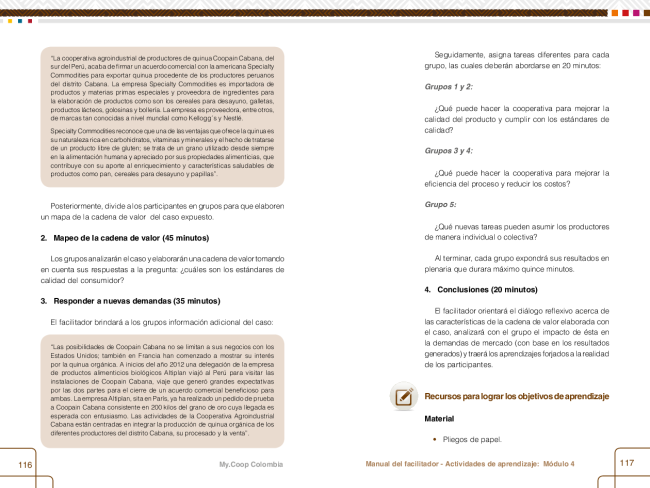 “La cooperativa agroindustrial de productores de quinua Coopain Cabana, del
sur del Perú, acaba de firmar un acuerdo comercial con la americana Specialty
Commodities para exportar quinua procedente de los productores peruanos
del distrito Cabana. La empresa Specialty Commodities es importadora de
productos y materias primas especiales y proveedora de ingredientes para
la elaboración de productos como son los cereales para desayuno, galletas,
productos lácteos, golosinas y bollería. La empresa es proveedora, entre otros,
de marcas tan conocidas a nivel mundial como Kellogg´s y Nestlé.
Specialty Commodities reconoce que una de las ventajas que ofrece la quinua es
su naturaleza rica en carbohidratos, vitaminas y minerales y el hecho de tratarse
de un producto libre de gluten; se trata de un grano utilizado desde siempre
en la alimentación humana y apreciado por sus propiedades alimenticias, que
contribuye con su aporte al enriquecimiento y características saludables de
productos como pan, cereales para desayuno y papillas”.
Posteriormente, divide a los participantes en grupos para que elaboren
un mapa de la cadena de valor del caso expuesto.
2. Mapeo de la cadena de valor (45 minutos)
Los grupos analizarán el caso y elaborarán una cadena de valor tomando
en cuenta sus respuestas a la pregunta: ¿cuáles son los estándares de
calidad del consumidor?
3. Responder a nuevas demandas (35 minutos)
El facilitador brindará a los grupos información adicional del caso:
“Las posibilidades de Coopain Cabana no se limitan a sus negocios con los
Estados Unidos; también en Francia han comenzado a mostrar su interés
por la quinua orgánica. A inicios del año 2012 una delegación de la empresa
de productos alimenticios biológicos Altiplan viajó al Perú para visitar las
instalaciones de Coopain Cabana, viaje que generó grandes expectativas
por las dos partes para el cierre de un acuerdo comercial beneficioso para
ambas. La empresa Altiplan, sita en París, ya ha realizado un pedido de prueba
a Coopain Cabana consistente en 200 kilos del grano de oro cuya llegada es
esperada con entusiasmo. Las actividades de la Cooperativa Agroindustrial
Cabana están centradas en integrar la producción de quinua orgánica de los
diferentes productores del distrito Cabana, su procesado y la venta”.
116
My.Coop Colombia
Seguidamente, asigna tareas diferentes para cada
grupo, las cuales deberán abordarse en 20 minutos:
Grupos 1 y 2:
¿Qué puede hacer la cooperativa para mejorar la
calidad del producto y cumplir con los estándares de
calidad?
Grupos 3 y 4:
¿Qué puede hacer la cooperativa para mejorar la
eficiencia del proceso y reducir los costos?
Grupo 5:
¿Qué nuevas tareas pueden asumir los productores
de manera individual o colectiva?
Al terminar, cada grupo expondrá sus resultados en
plenaria que durara máximo quince minutos.
4. Conclusiones (20 minutos)
El facilitador orientará el diálogo reflexivo acerca de
las características de la cadena de valor elaborada con
el caso, analizará con el grupo el impacto de ésta en
la demandas de mercado (con base en los resultados
generados) y traerá los aprendizajes forjados a la realidad
de los participantes.
Recursos para lograr los objetivos de aprendizaje
Material
• Pliegos de papel.
Manual del facilitador - Actividades de aprendizaje: Módulo 4
117